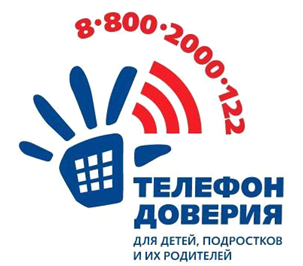 8·800·2000·122
ТЕЛЕФОН
ДОВЕРИЯ
ДЛЯ ДЕТЕЙ, ПОДРОСТКОВ
И ИХ РОДИТЕЛЕЙ